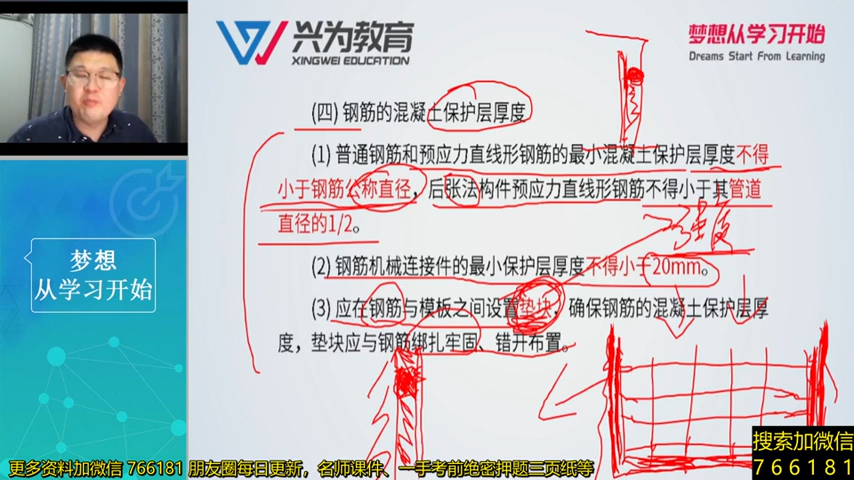 兴为教育
XINGWEI EDUCATION
梦想从学习开始
Dreams Start From Learning
(四) 钢筋的混凝土保护层厚度
(1) 普通钢筋和预应力直线形钢筋的最小混凝土保护层厚度不得
小于钢筋公称直径，后张法构件预应力直线形钢筋不得小于其管道
直径的1/2。
强度
(2) 钢筋机械连接件的最小保护层厚度不得小于20mm。
(3) 应在钢筋与模板之间设置垫块，确保钢筋的混凝土保护层厚
度，垫块应与钢筋绑扎牢固、错开布置。
梦想
从学习开始
搜索加微信
766181
更多资料加微信 766181 朋友圈每日更新，名师课件、一手考前绝密押题三页纸等